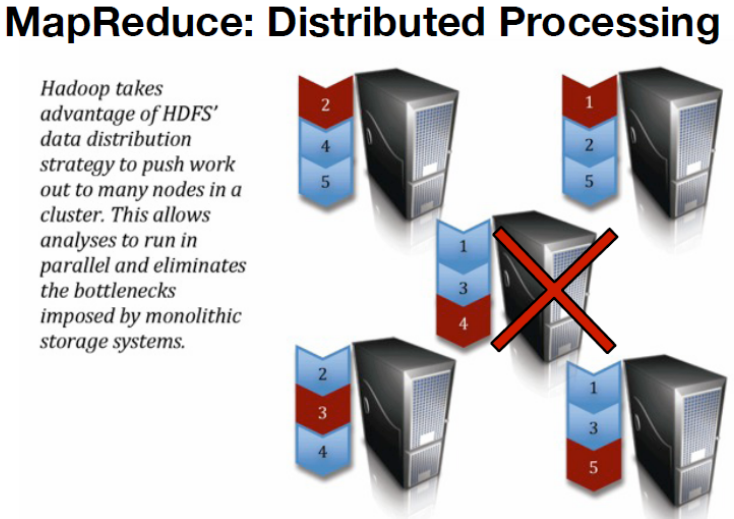 MapReduce: Distributed Processing
Hadoop takes
advantage of HDFS’
data distribution
strategy to push work
out to many nodes in a
cluster. This allows
analyses to run in
parallel and eliminates
the bottlenecks
imposed by monolithic
storage systems.
2
4
5
1
2
5
1
3
4
2
3
4
1
3
5